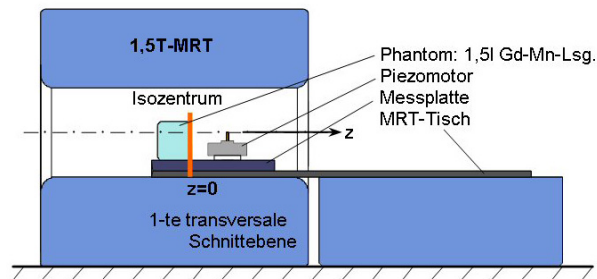 1,5T-MRT
Phantom: 1,5l Gd-Mn-Lsg.
Piezomotor
Messplatte
MRT-Tisch
Isozentrum
z
z=0
1-te transversale
Schnittebene